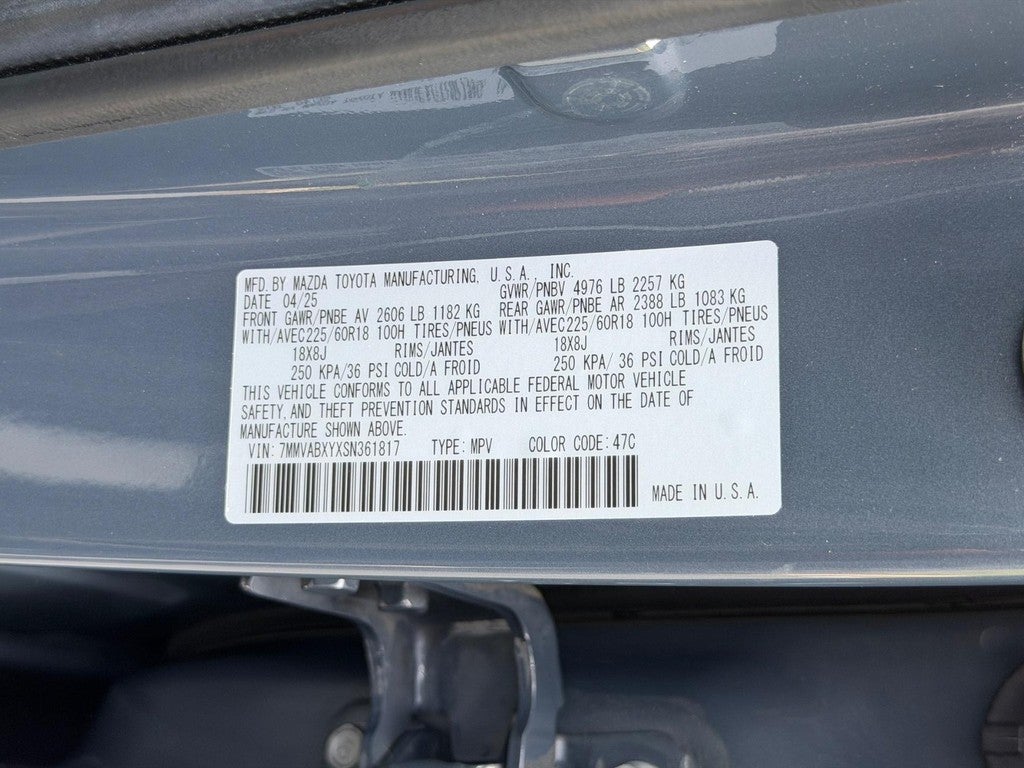 MFD. BY MAZDA TOYOTA MANUFACTURING, U.S.A., INC.
DATE 04/25 GVWR/PNBV 4976 LB 2257 KG
FRONT GAWR/PNBE AV 2606 LB 1182 KG REAR GAWR/PNBE AR 2388 LB 1083 KG
WITH/AVEC225/60R18 100H TIRES/PNEUS WITH/AVEC225/60R18 100H TIRES/PNEUS
18X8J RIMS/JANTES 18X8J RIMS/JANTES
250 KPA/36 PSI COLD/A FROID 250 KPA/ 36 PSI COLD/A FROID
THIS VEHICLE CONFORMS TO ALL APPLICABLE FEDERAL MOTOR VEHICLE
SAFETY, AND THEFT PREVENTION STANDARDS IN EFFECT ON THE DATE OF
MANUFACTURE SHOWN ABOVE.
VIN: 7MMVABXYXSN361817 TYPE: MPV COLOR CODE: 47C
MADE IN U.S.A.